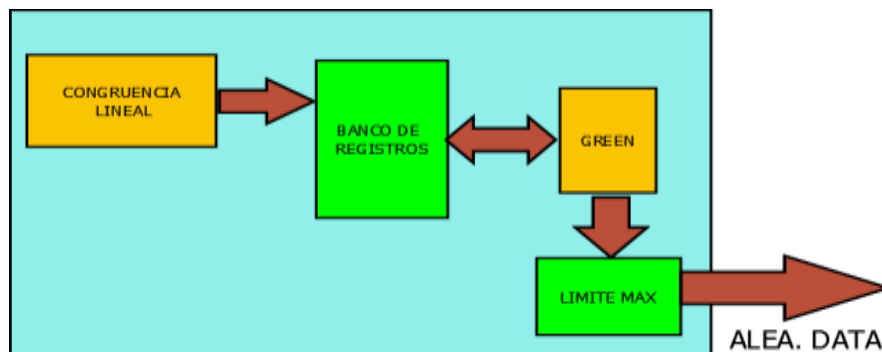 CONGRUENCIA
LINEAL
BANCO DE
REGISTROS
GREEN
LIMITE MAX
ALEA. DATA